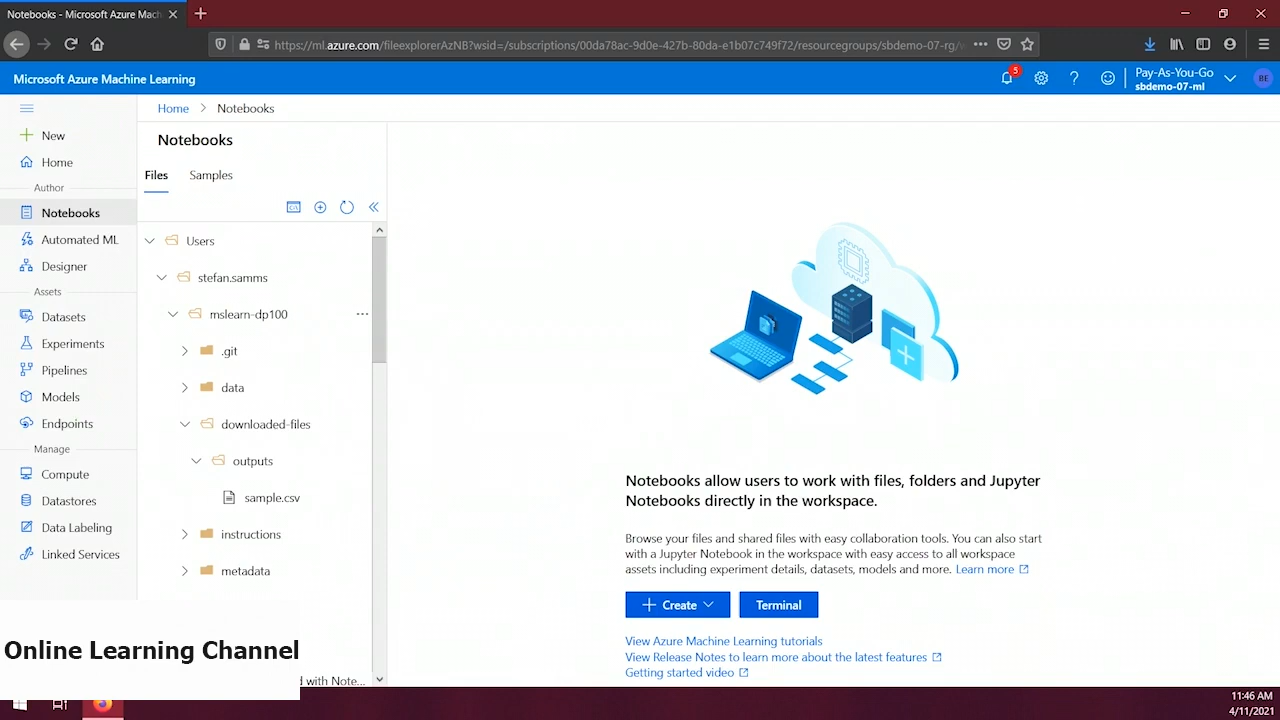 Notebooks - Microsoft Azure Mach
https://ml.azure.com/fileexplorerAzNB?wsid=/subscriptions/00da78ac-9d0e-427b-80da-e1b07c749f72/resourcegroups/sbdemo-07-rg/
Microsoft Azure Machine Learning
5
Pay-As-You-Go
sbdemo-07-ml
BE
New
Home
Author
Notebooks
Automated ML
Designer
Assets
Datasets
Experiments
Pipelines
Models
Endpoints
Manage
Compute
Datastores
Data Labeling
Linked Services
Home > Notebooks
Notebooks
Files Samples
Users
stefan.samms
mslearn-dp100
.git
data
downloaded-files
outputs
sample.csv
instructions
metadata
d with Note...
Notebooks allow users to work with files, folders and Jupyter
Notebooks directly in the workspace.
Browse your files and shared files with easy collaboration tools. You can also start
with a Jupyter Notebook in the workspace with easy access to all workspace
assets including experiment details, datasets, models and more. Learn more
Create
Terminal
View Azure Machine Learning tutorials
View Release Notes to learn more about the latest features
Getting started video
Online Learning Channel
11:46 AM
4/11/2021